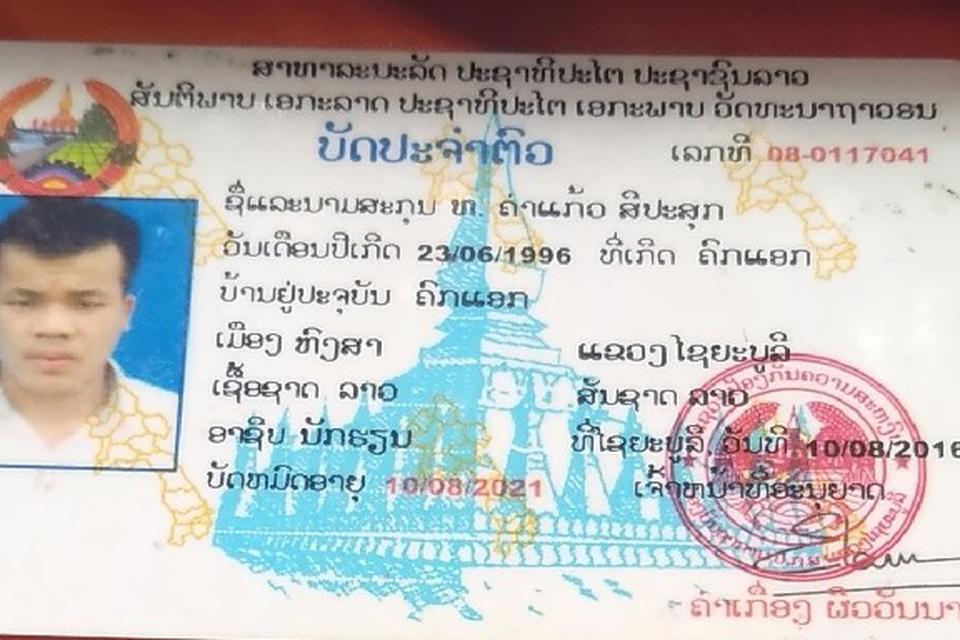 ສາທາລະນະລັດ ປະຊາທິປະໄຕ ປະຊາຊົນລາວ
ສັນຕິພາບ ເອກະລາດ ປະຊາທິປະໄຕ ເອກະພາບ ວັດທະນາຖາວອນ
ບັດປະຈຳຕົວ
ເລກທີ 08-0117041
ຊື່ແລະນາມສະກຸນ ທ. ຄຳແກ້ວ ສີປະສຸກ
ວັນເດືອນປີເກີດ 23/06/1996 ທີ່ເກີດ ຄົກແອກ
ບ້ານຢູ່ປະຈຸບັນ ຄົກແອກ
ເມືອງ ຫົງສາ ແຂວງ ໄຊຍະບູລີ
ເຊື້ອຊາດ ລາວ ສັນຊາດ ລາວ
ອາຊີບ ນັກຮຽນ ທີ່ໄຊຍະບູລີ, ວັນທີ 10/08/2016
ບັດຫມົດອາຍຸ 10/08/2021 ເຈົ້າຫນ້າທີ່ອະນຸຍາດ
ຄຳເກື່ອງ ຜິວວັນນາ